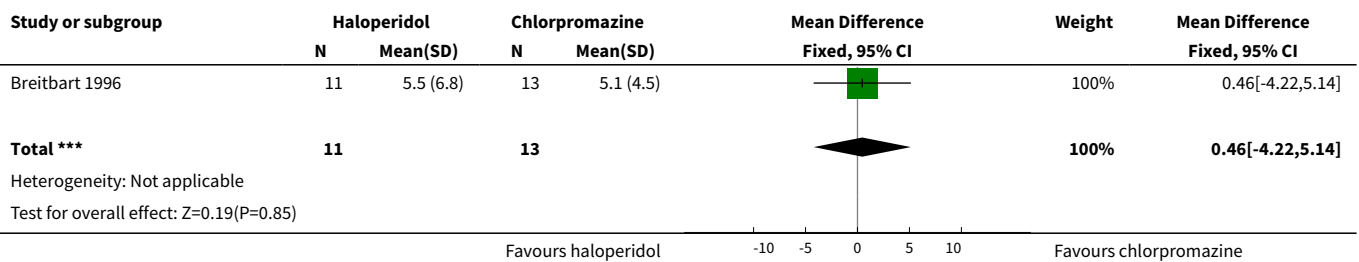 Study or subgroup Haloperidol Chlorpromazine Mean Difference Weight Mean Difference
N Mean(SD) N Mean(SD) Fixed, 95% CI Fixed, 95% CI
Breitbart 1996 11 5.5 (6.8) 13 5.1 (4.5) 100% 0.46[-4.22,5.14]
Total *** 11 13 100% 0.46[-4.22,5.14]
Heterogeneity: Not applicable
Test for overall effect: Z=0.19(P=0.85)
Favours haloperidol -10 -5 0 5 10 Favours chlorpromazine